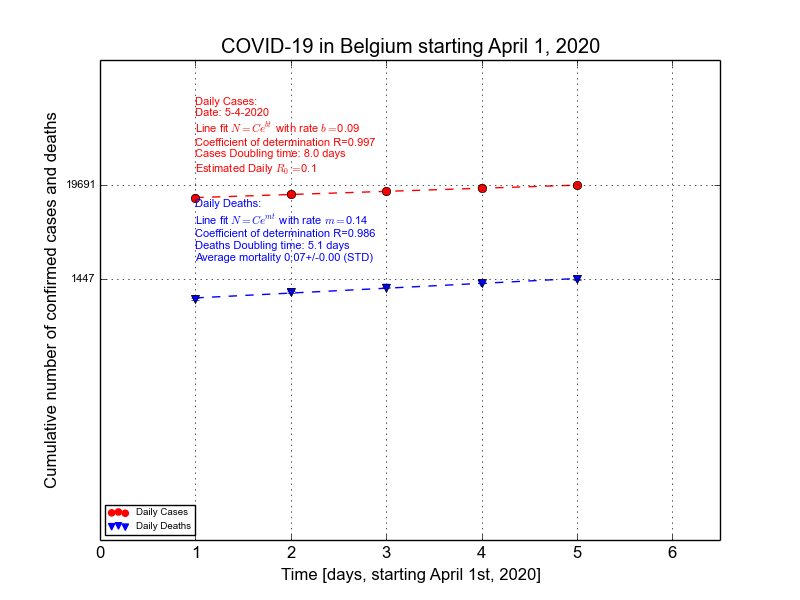 COVID-19 in Belgium starting April 1, 2020
Cumulative number of confirmed cases and deaths
19691
1447
Daily Cases:
Date: 5-4-2020
Line fit N = Ce^{bt} with rate b =0.09
Coefficient of determination R=0.997
Cases Doubling time: 8.0 days
Estimated Daily R_0 =0.1
Daily Deaths:
Line fit N = Ce^{mt} with rate m =0.14
Coefficient of determination R=0.986
Deaths Doubling time: 5.1 days
Average mortality 0.07+/-0.00 (STD)
Daily Cases
Daily Deaths
0 1 2 3 4 5 6
Time [days, starting April 1st, 2020]